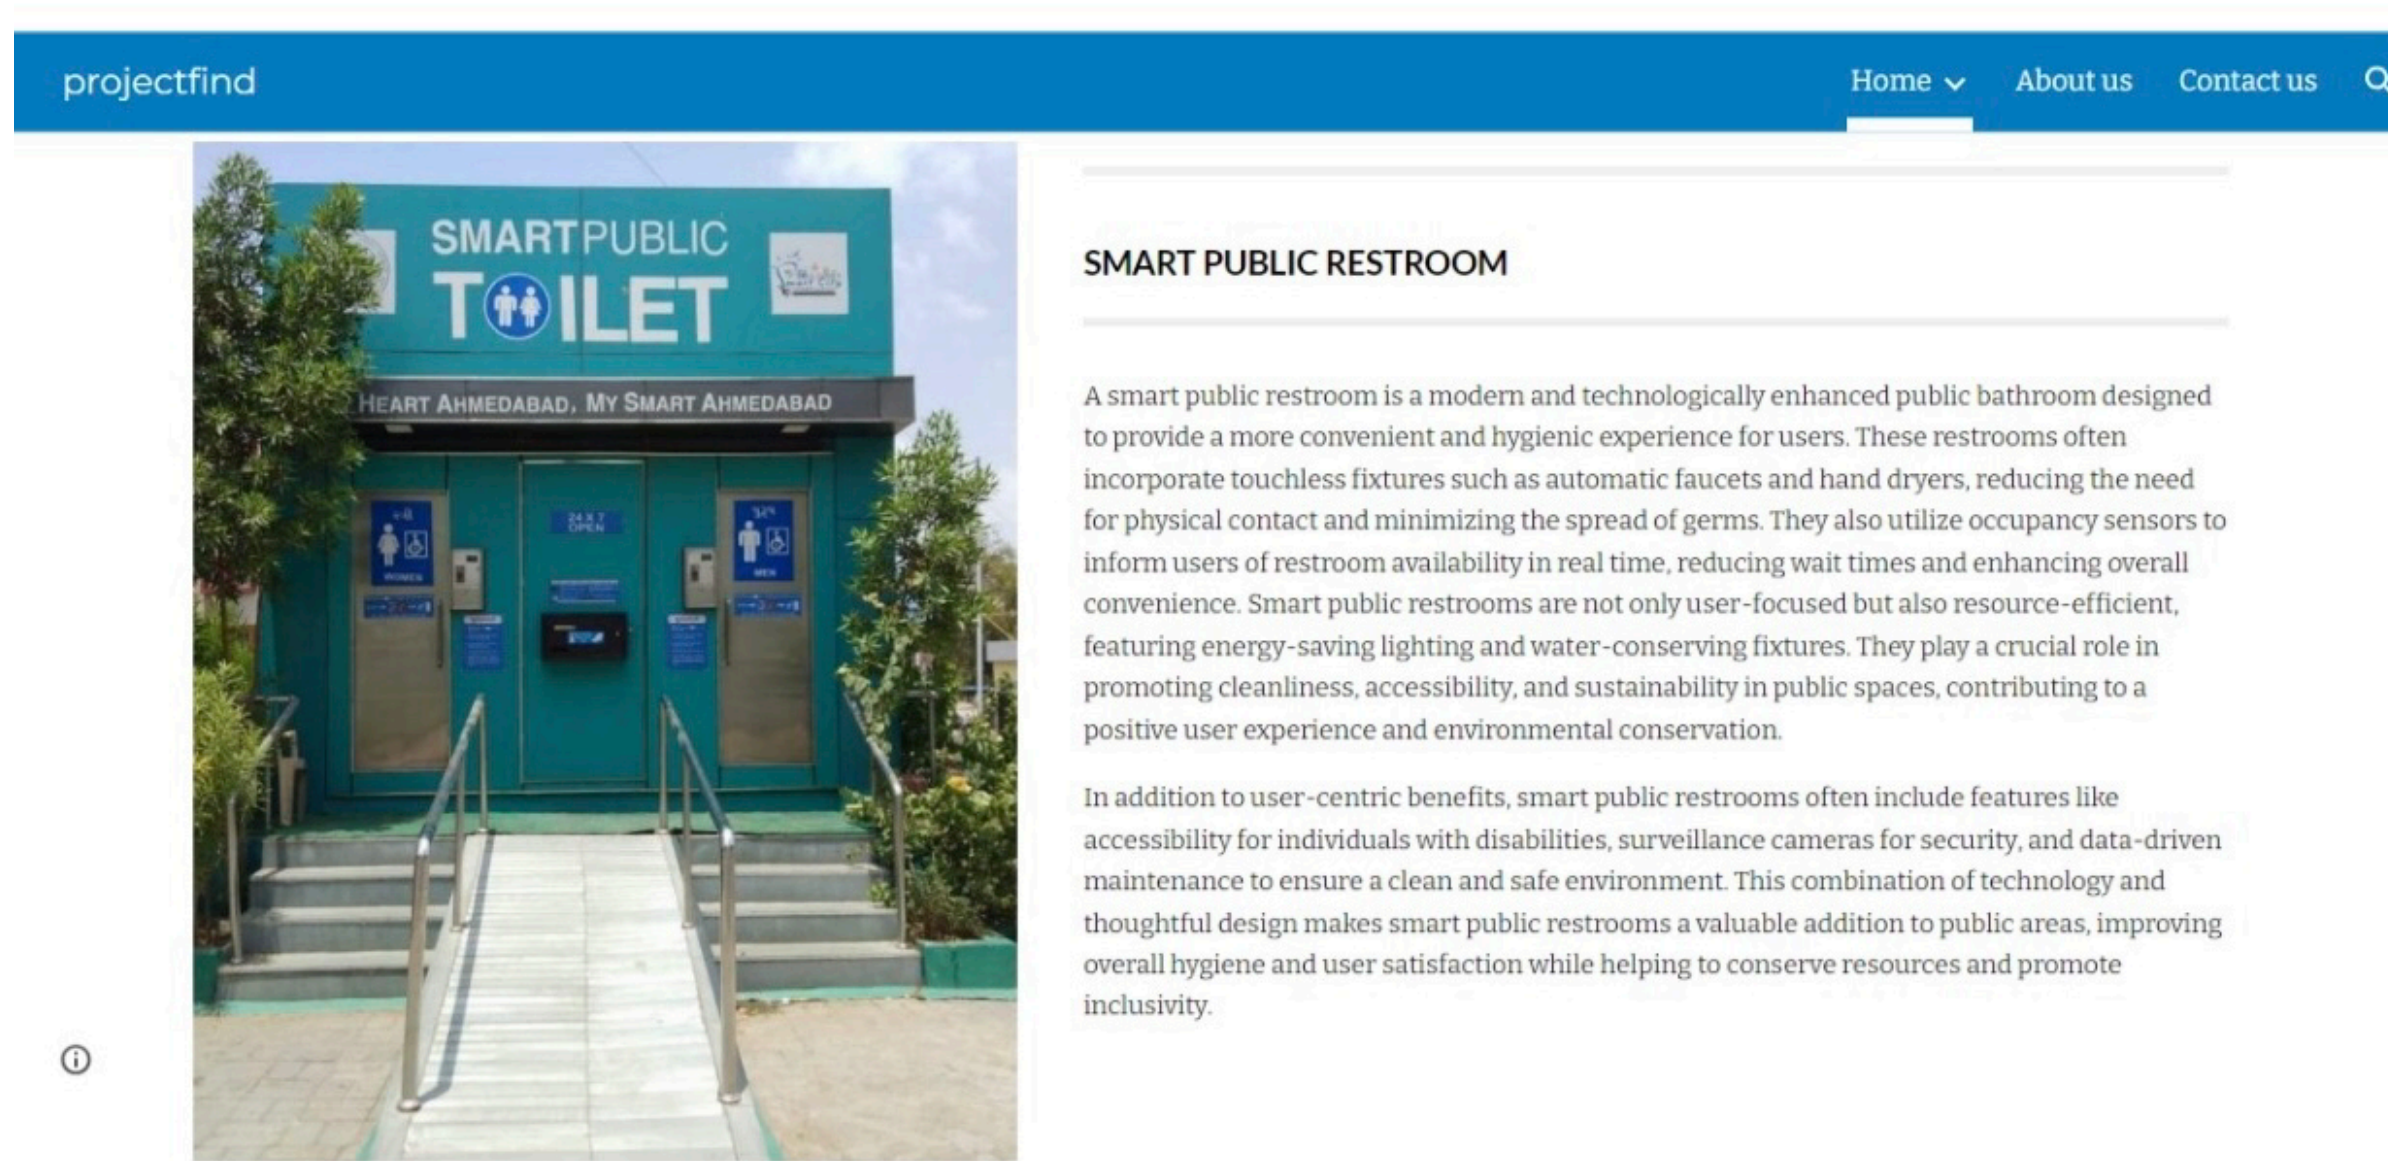 projectfind
Home
About us
Contact us
SMARTPUBLIC
TOILET
HEART AHMEDABAD, MY SMART AHMEDABAD
સ્ત્રી
WOMEN
24 X 7
OPEN
પુરુષ
MEN
SMART PUBLIC RESTROOM
A smart public restroom is a modern and technologically enhanced public bathroom designed
to provide a more convenient and hygienic experience for users. These restrooms often
incorporate touchless fixtures such as automatic faucets and hand dryers, reducing the need
for physical contact and minimizing the spread of germs. They also utilize occupancy sensors to
inform users of restroom availability in real time, reducing wait times and enhancing overall
convenience. Smart public restrooms are not only user-focused but also resource-efficient,
featuring energy-saving lighting and water-conserving fixtures. They play a crucial role in
promoting cleanliness, accessibility, and sustainability in public spaces, contributing to a
positive user experience and environmental conservation.
In addition to user-centric benefits, smart public restrooms often include features like
accessibility for individuals with disabilities, surveillance cameras for security, and data-driven
maintenance to ensure a clean and safe environment. This combination of technology and
thoughtful design makes smart public restrooms a valuable addition to public areas, improving
overall hygiene and user satisfaction while helping to conserve resources and promote
inclusivity.